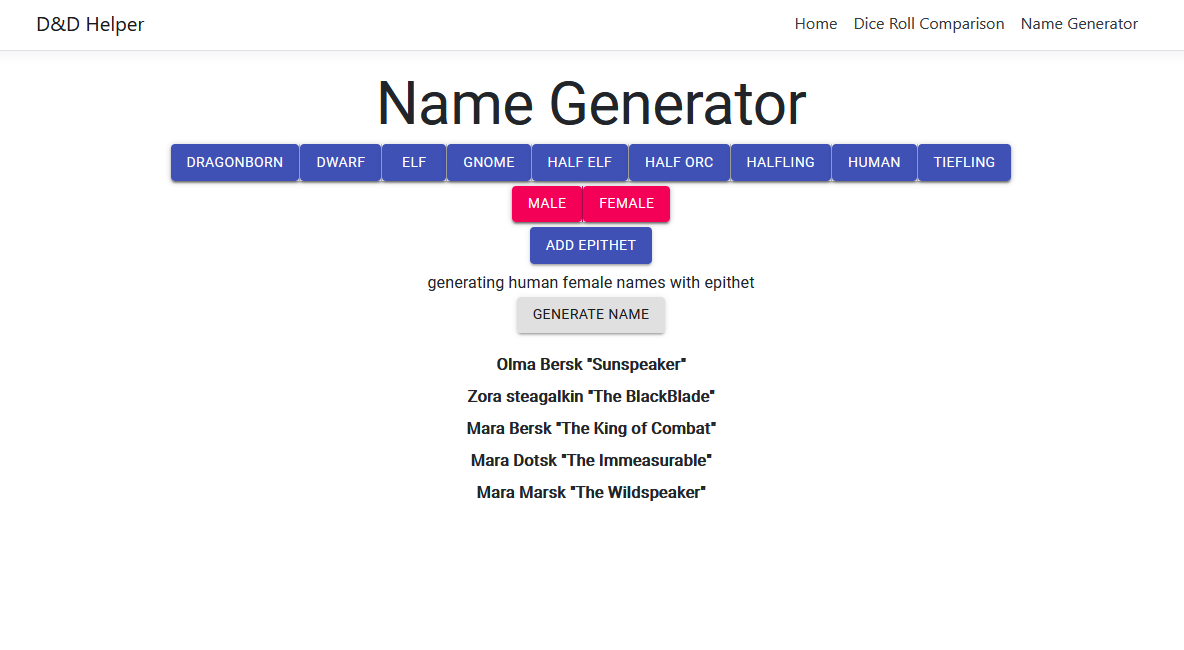 D&D Helper Home Dice Roll Comparison Name Generator
Name Generator
DRAGONBORN DWARF ELF GNOME HALF ELF HALF ORC HALFLING HUMAN TIEFLING
MALE FEMALE
ADD EPITHET
generating human female names with epithet
GENERATE NAME
Olma Bersk "Sunspeaker"
Zora steagalkin "The BlackBlade"
Mara Bersk "The King of Combat"
Mara Dotsk "The Immeasurable"
Mara Marsk "The Wildspeaker"